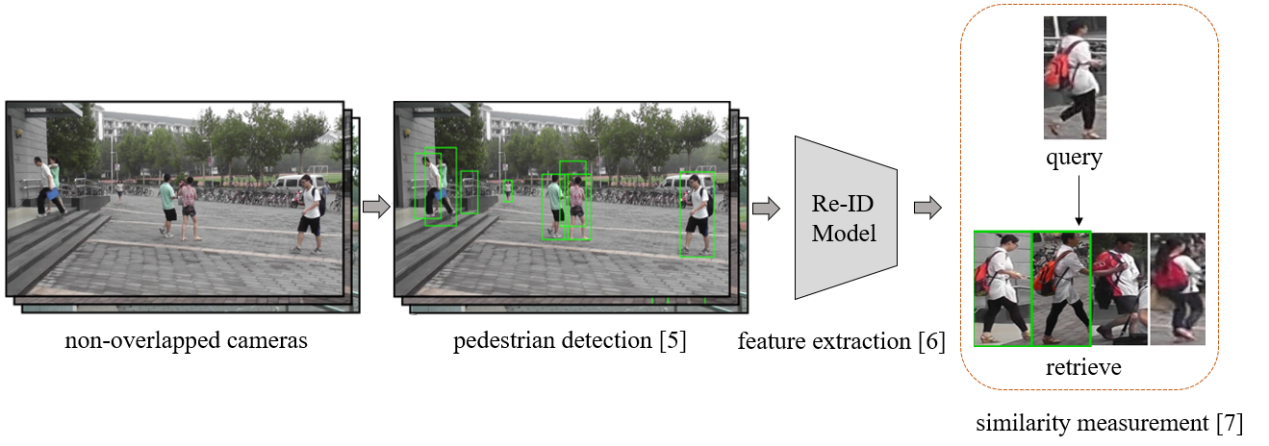 query
Re-ID
Model
retrieve
non-overlapped cameras
pedestrian detection [5]
feature extraction [6]
similarity measurement [7]